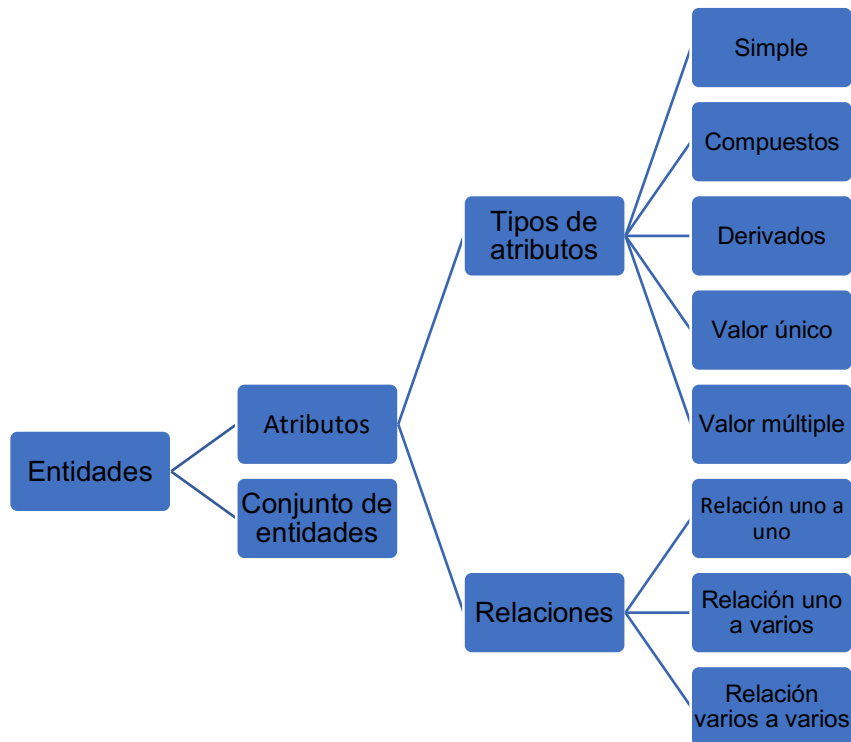 Entidades
Atributos
Conjunto de
entidades
Tipos de
atributos
Relaciones
Simple
Compuestos
Derivados
Valor único
Valor múltiple
Relación uno a
uno
Relación uno
a varios
Relación
varios a varios